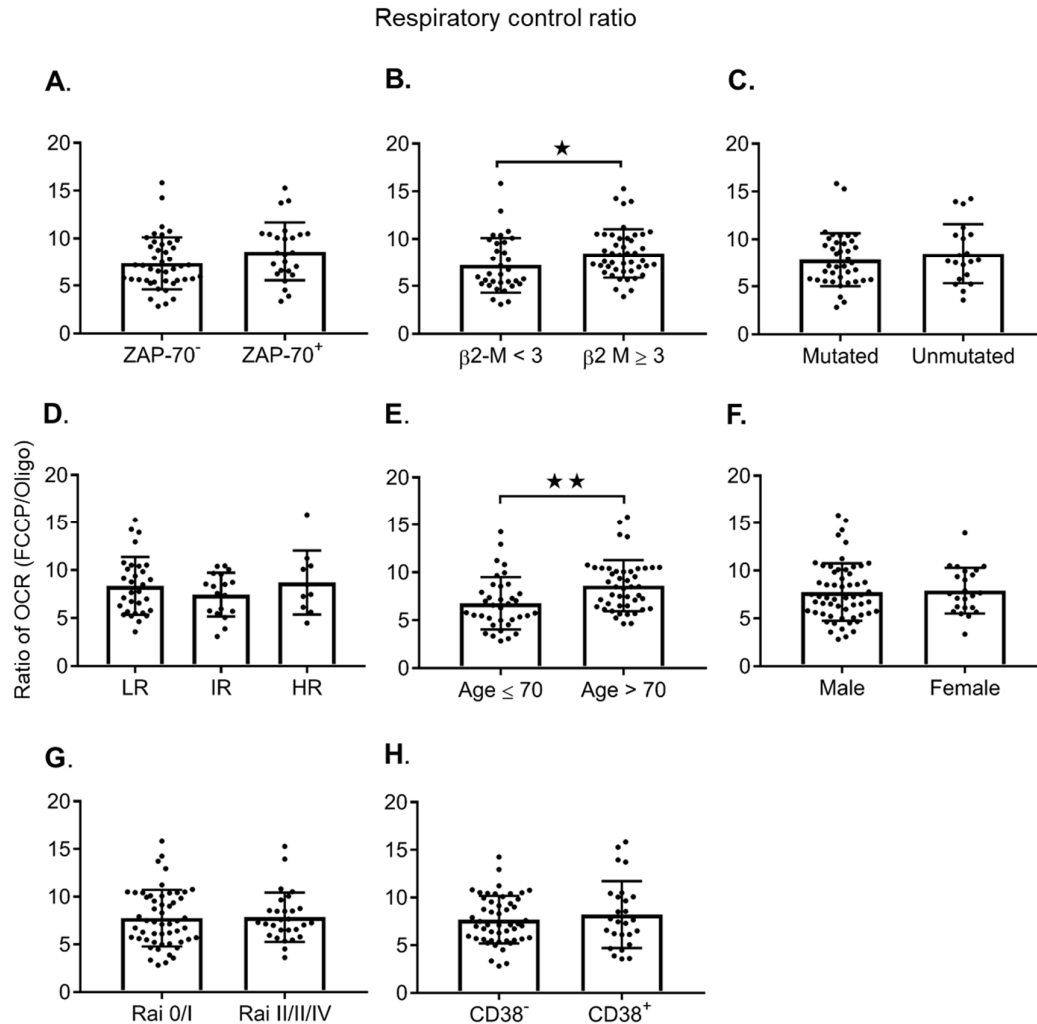 Respiratory control ratio
A.
B.
C.
20
15
10
5
0
ZAP-70⁻
ZAP-70⁺
20
15
10
5
0
★
β2-M < 3
β2 M ≥ 3
20
15
10
5
0
Mutated
Unmutated
Ratio of OCR (FCCP/Oligo)
D.
E.
F.
20
15
10
5
0
LR
IR
HR
20
15
10
5
0
★★
Age ≤ 70
Age > 70
20
15
10
5
0
Male
Female
G.
H.
20
15
10
5
0
Rai 0/I
Rai II/II/IV
20
15
10
5
0
CD38⁻
CD38⁺